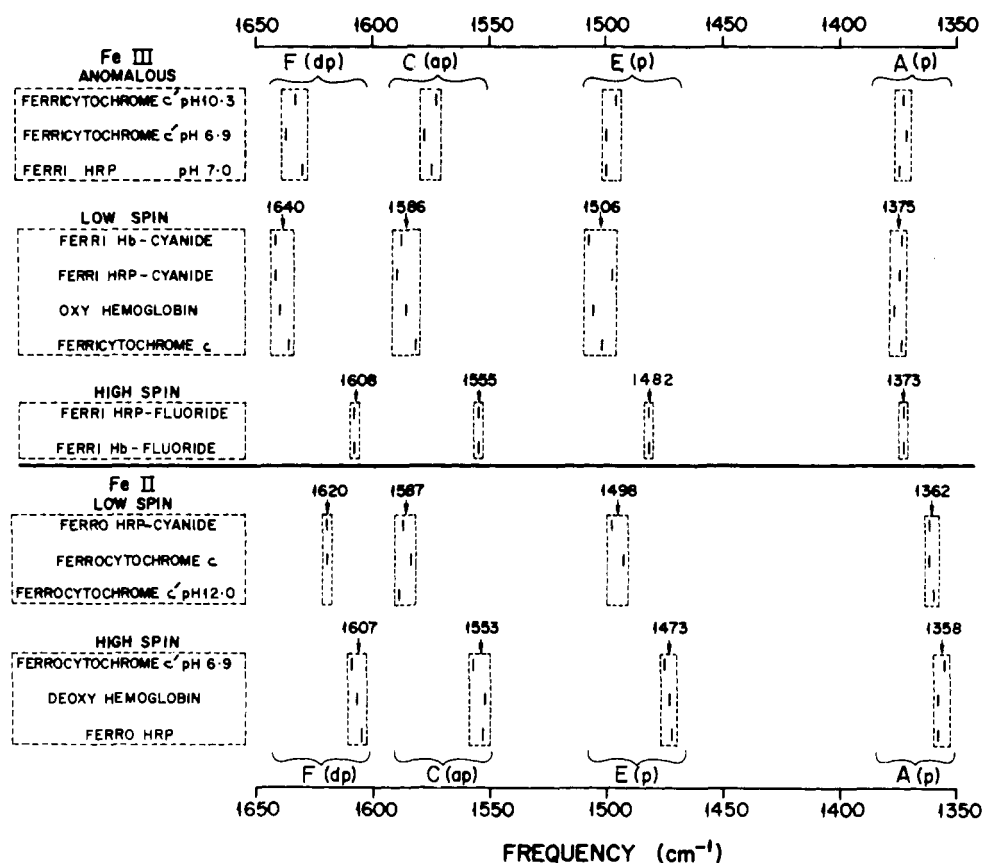 1650 1600 1550 1500 1450 1400 1350
Fe III
ANOMALOUS
F (dp) C (ap) E (p) A (p)
FERRICYTOCHROME c' pH10·3
FERRICYTOCHROME c' pH 6·9
FERRI HRP pH 7·0
LOW SPIN
1640 1586 1506 1375
FERRI Hb-CYANIDE
FERRI HRP-CYANIDE
OXY HEMOGLOBIN
FERRICYTOCHROME c
HIGH SPIN
1608 1555 1482 1373
FERRI HRP-FLUORIDE
FERRI Hb-FLUORIDE
Fe II
LOW SPIN
1620 1587 1498 1362
FERRO HRP-CYANIDE
FERROCYTOCHROME c
FERROCYTOCHROME c' pH12·0
HIGH SPIN
1607 1553 1473 1358
FERROCYTOCHROME c' pH 6·9
DEOXY HEMOGLOBIN
FERRO HRP
F (dp) C (ap) E (p) A (p)
1650 1600 1550 1500 1450 1400 1350
FREQUENCY (cm⁻¹)